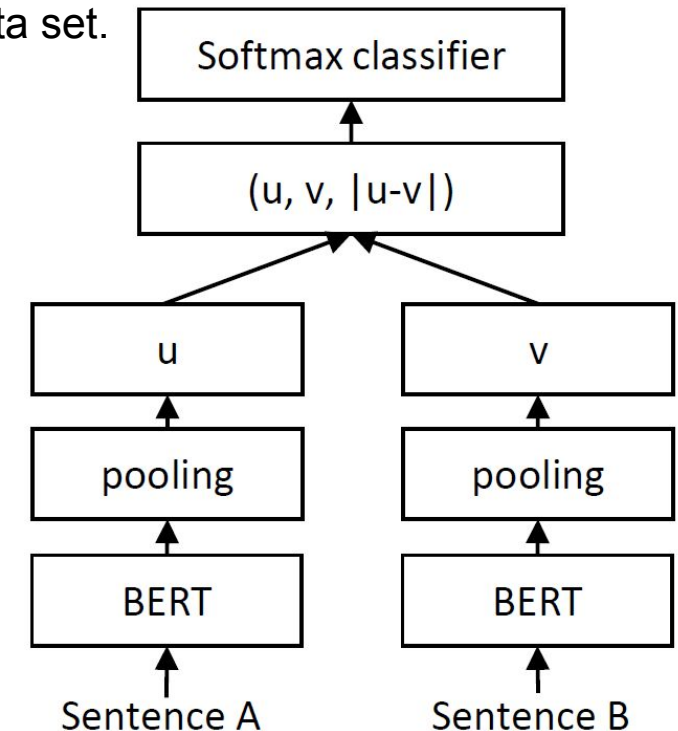 ta set.
Softmax classifier
(u, v, |u-v|)
u
v
pooling
pooling
BERT
BERT
Sentence A
Sentence B